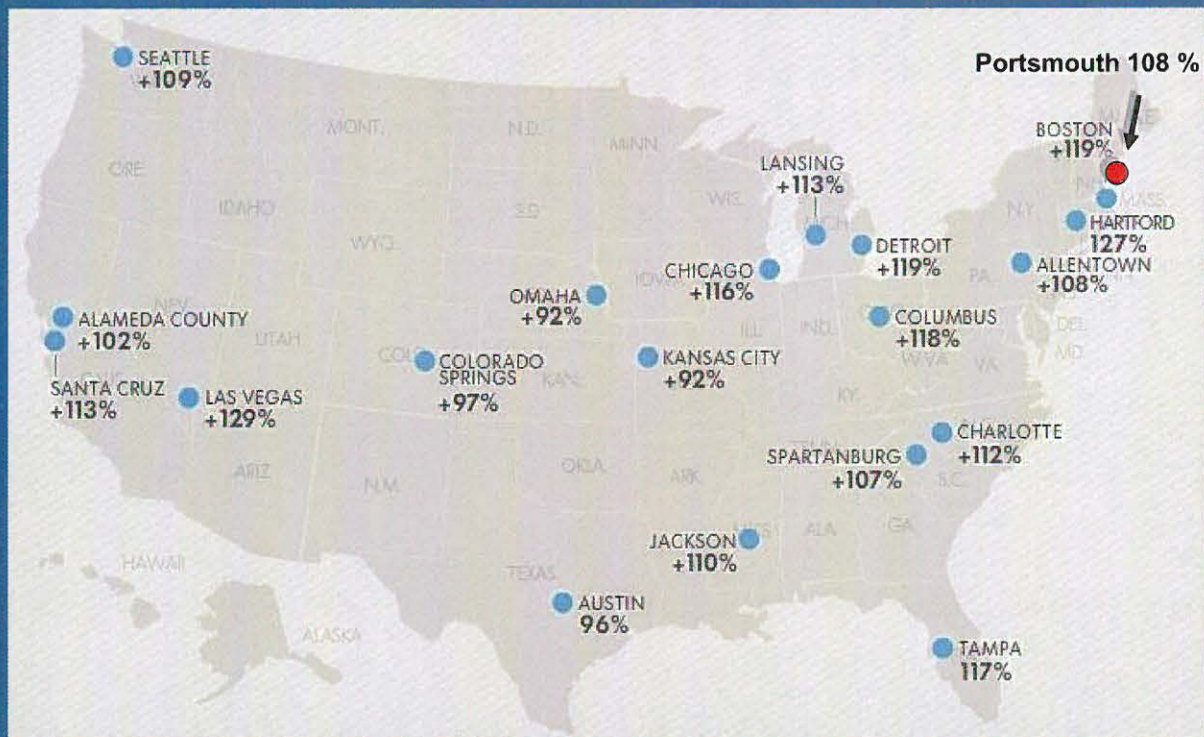 SEATTLE
+109%
Portsmouth 108 %
MONT.
N.D.
MINN.
BOSTON
+119%
ORE.
LANSING
+113%
IDAHO
S.D.
WIS.
MICH.
N.Y.
N.H.
MASS.
WYO.
HARTFORD
127%
DETROIT
+119%
CHICAGO
+116%
IOWA
PA.
ALLENTOWN
+108%
OMAHA
+92%
NEV.
ALAMEDA COUNTY
+102%
UTAH
COLUMBUS
+118%
ILL.
IND.
DEL.
MD.
W.VA.
VA.
COLORADO
SPRINGS
+97%
KANSAS CITY
+92%
KAN.
KY.
SANTA CRUZ
+113%
LAS VEGAS
+129%
CHARLOTTE
+112%
TENN.
SPARTANBURG
+107%
ARIZ.
N.M.
OKLA.
ARK.
S.C.
JACKSON
+110%
MISS.
ALA.
GA.
HAWAII
TEXAS
AUSTIN
96%
ALASKA
TAMPA
117%